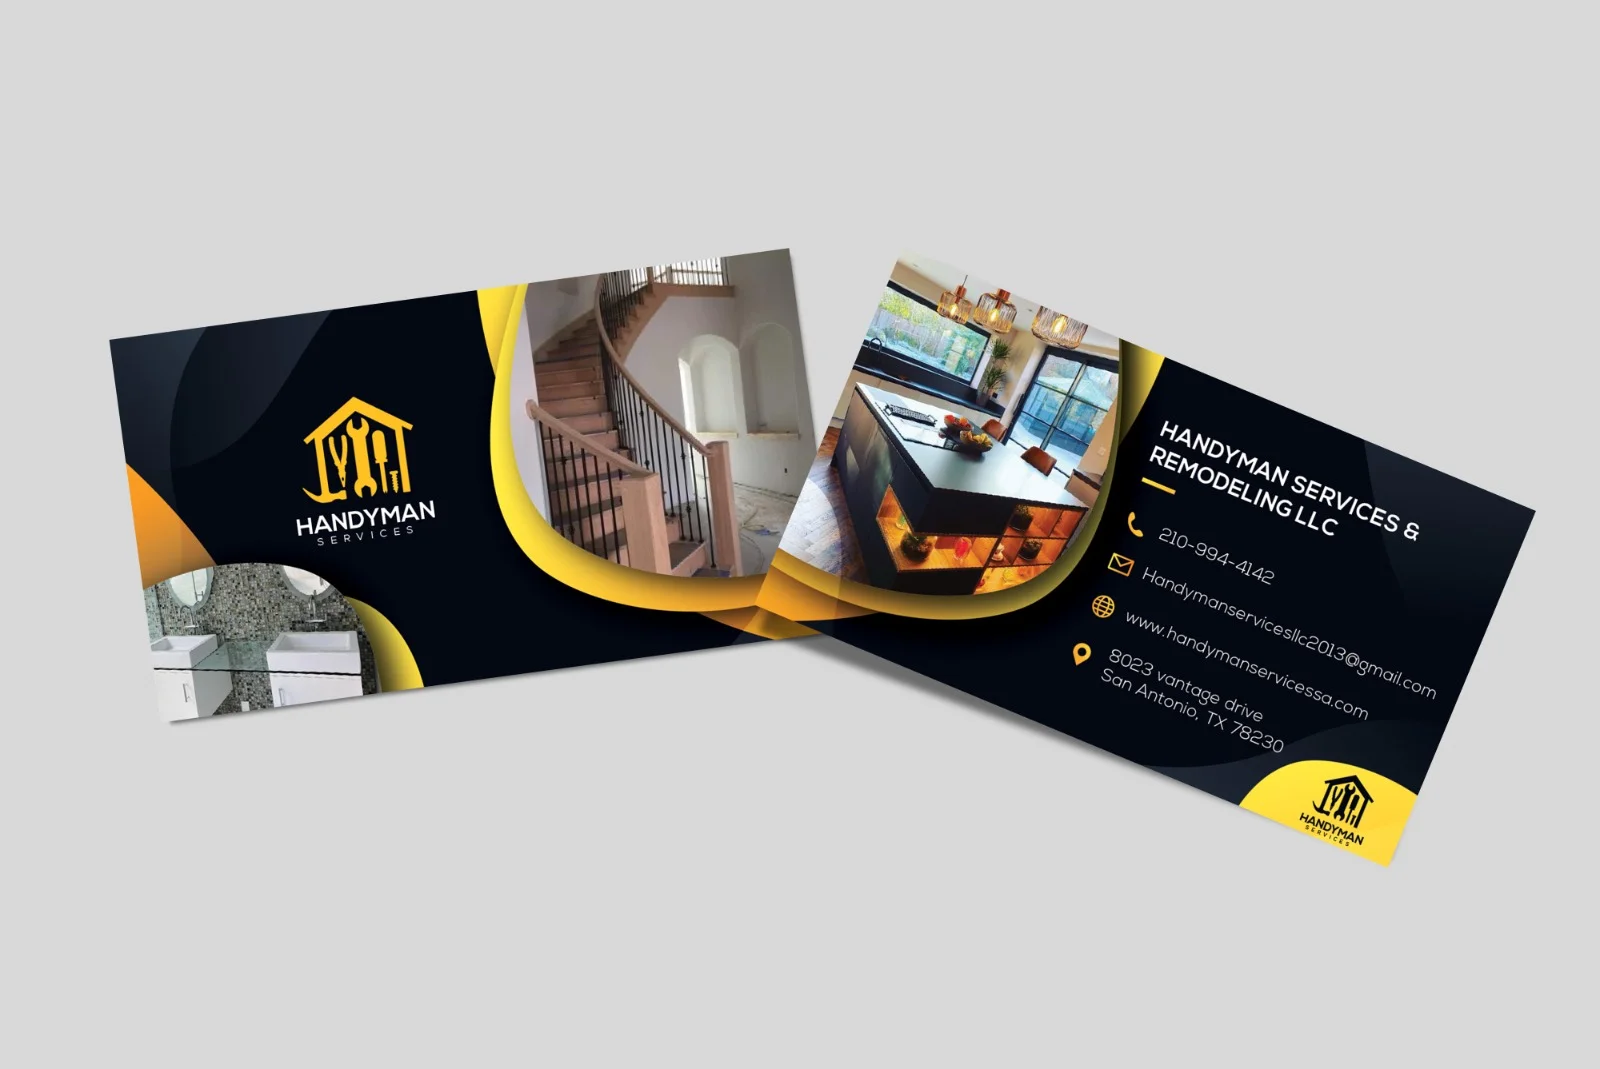 HANDYMAN
SERVICES
HANDYMAN SERVICES &
REMODELING LLC
210-994-4142
Handymanservicesllc2013@gmail.com
www.handymanservicessa.com
8023 vantage drive
San Antonio, TX 78230
HANDYMAN
SERVICES